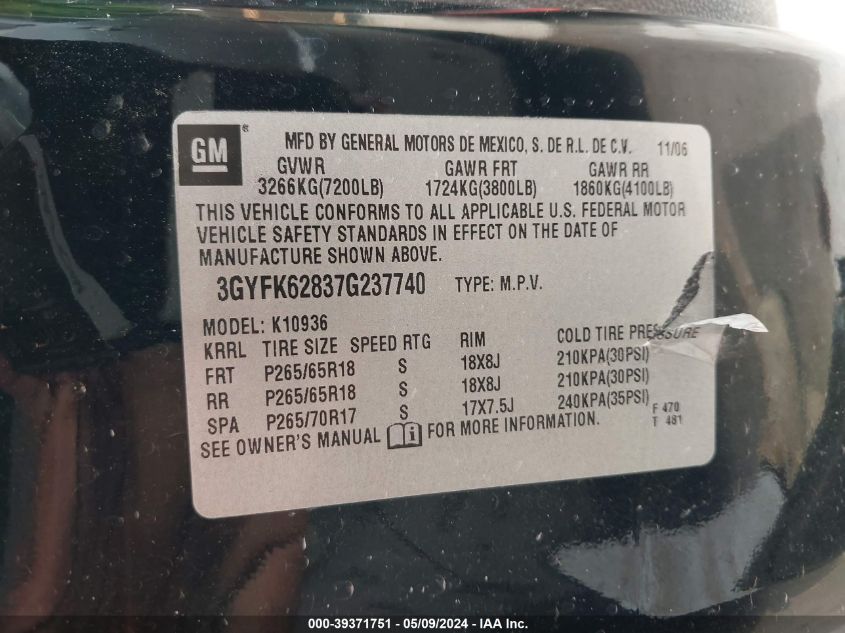 GM ® MFD BY GENERAL MOTORS DE MEXICO, S. DE R.L. DE C.V. 11/06
GVWR GAWR FRT GAWR RR
3266KG(7200LB) 1724KG(3800LB) 1860KG(4100LB)
THIS VEHICLE CONFORMS TO ALL APPLICABLE U.S. FEDERAL MOTOR
VEHICLE SAFETY STANDARDS IN EFFECT ON THE DATE OF
MANUFACTURE SHOWN ABOVE.
3GYFK62837G237740 TYPE: M.P.V.
MODEL: K10936
KRRL TIRE SIZE SPEED RTG RIM COLD TIRE PRESSURE
FRT P265/65R18 S 18X8J 210KPA(30PSI)
RR P265/65R18 S 18X8J 210KPA(30PSI)
SPA P265/70R17 S 17X7.5J 240KPA(35PSI) F 470
SEE OWNER'S MANUAL i FOR MORE INFORMATION. T 481
000-39371751 - 05/09/2024 - IAA Inc.